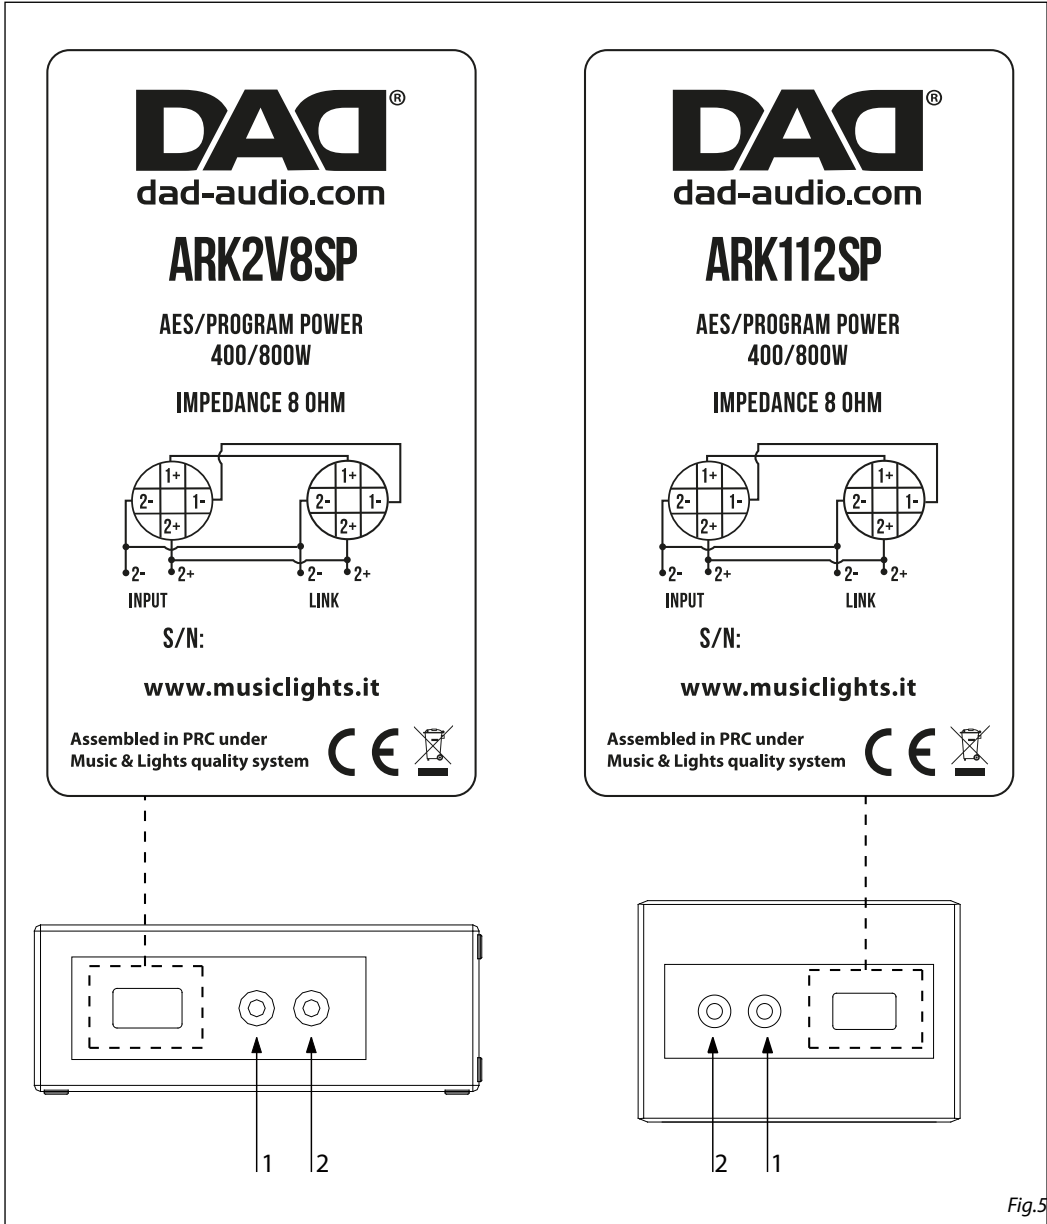 DAD®
dad-audio.com
ARK2V8SP
AES/PROGRAM POWER
400/800W
IMPEDANCE 8 OHM
1+ 1+
2- 1- 2- 1-
2+ 2+
2- 2+ 2- 2+
INPUT LINK
S/N:
www.musiclights.it
Assembled in PRC under
Music & Lights quality system
CE
DAD®
dad-audio.com
ARK112SP
AES/PROGRAM POWER
400/800W
IMPEDANCE 8 OHM
1+ 1+
2- 1- 2- 1-
2+ 2+
2- 2+ 2- 2+
INPUT LINK
S/N:
www.musiclights.it
Assembled in PRC under
Music & Lights quality system
CE
1 2
2 1
Fig.5